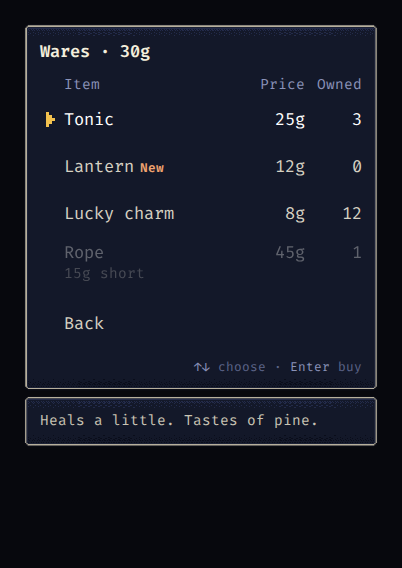 Wares · 30g
Item Price Owned
Tonic 25g 3
Lantern New 12g 0
Lucky charm 8g 12
Rope 45g 1
15g short
Back
↑↓ choose · Enter buy
Heals a little. Tastes of pine.